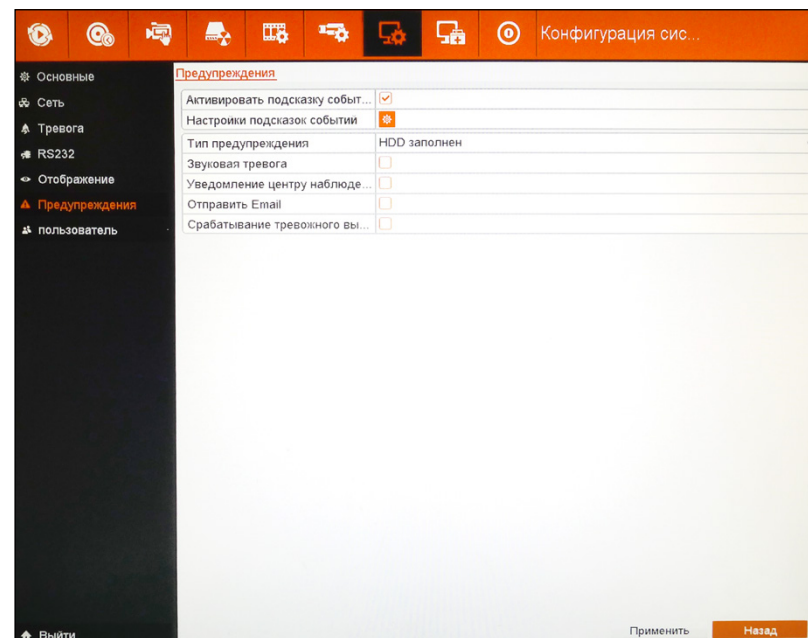 Конфигурация сис...
Основные
Сеть
Тревога
RS232
Отображение
Предупреждения
пользователь
Выйти
Предупреждения
Активировать подсказку событ...
Настройки подсказок событий
Тип предупреждения HDD заполнен
Звуковая тревога
Уведомление центру наблюде...
Отправить Email
Срабатывание тревожного вы...
Применить Назад